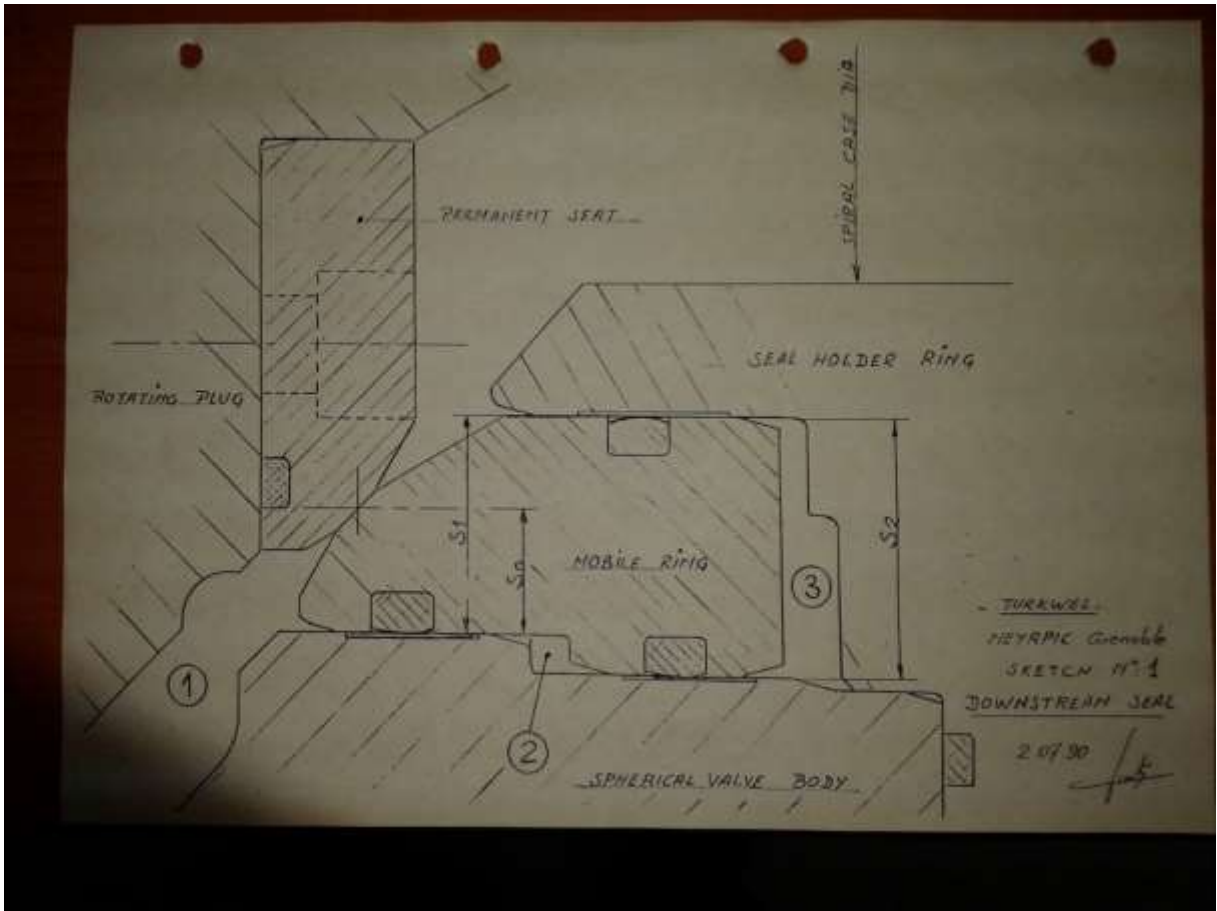 SPIRAL CASE DIA
PERMANENT SEAT
SEAL HOLDER RING
ROTATING PLUG
S1
S0
S2
MOBILE RING
3
1
2
SPHERICAL VALVE BODY
- TURKWEL -
NEYRPIC Grenoble
SKETCH N° 1
DOWNSTREAM SEAL
2 07 90